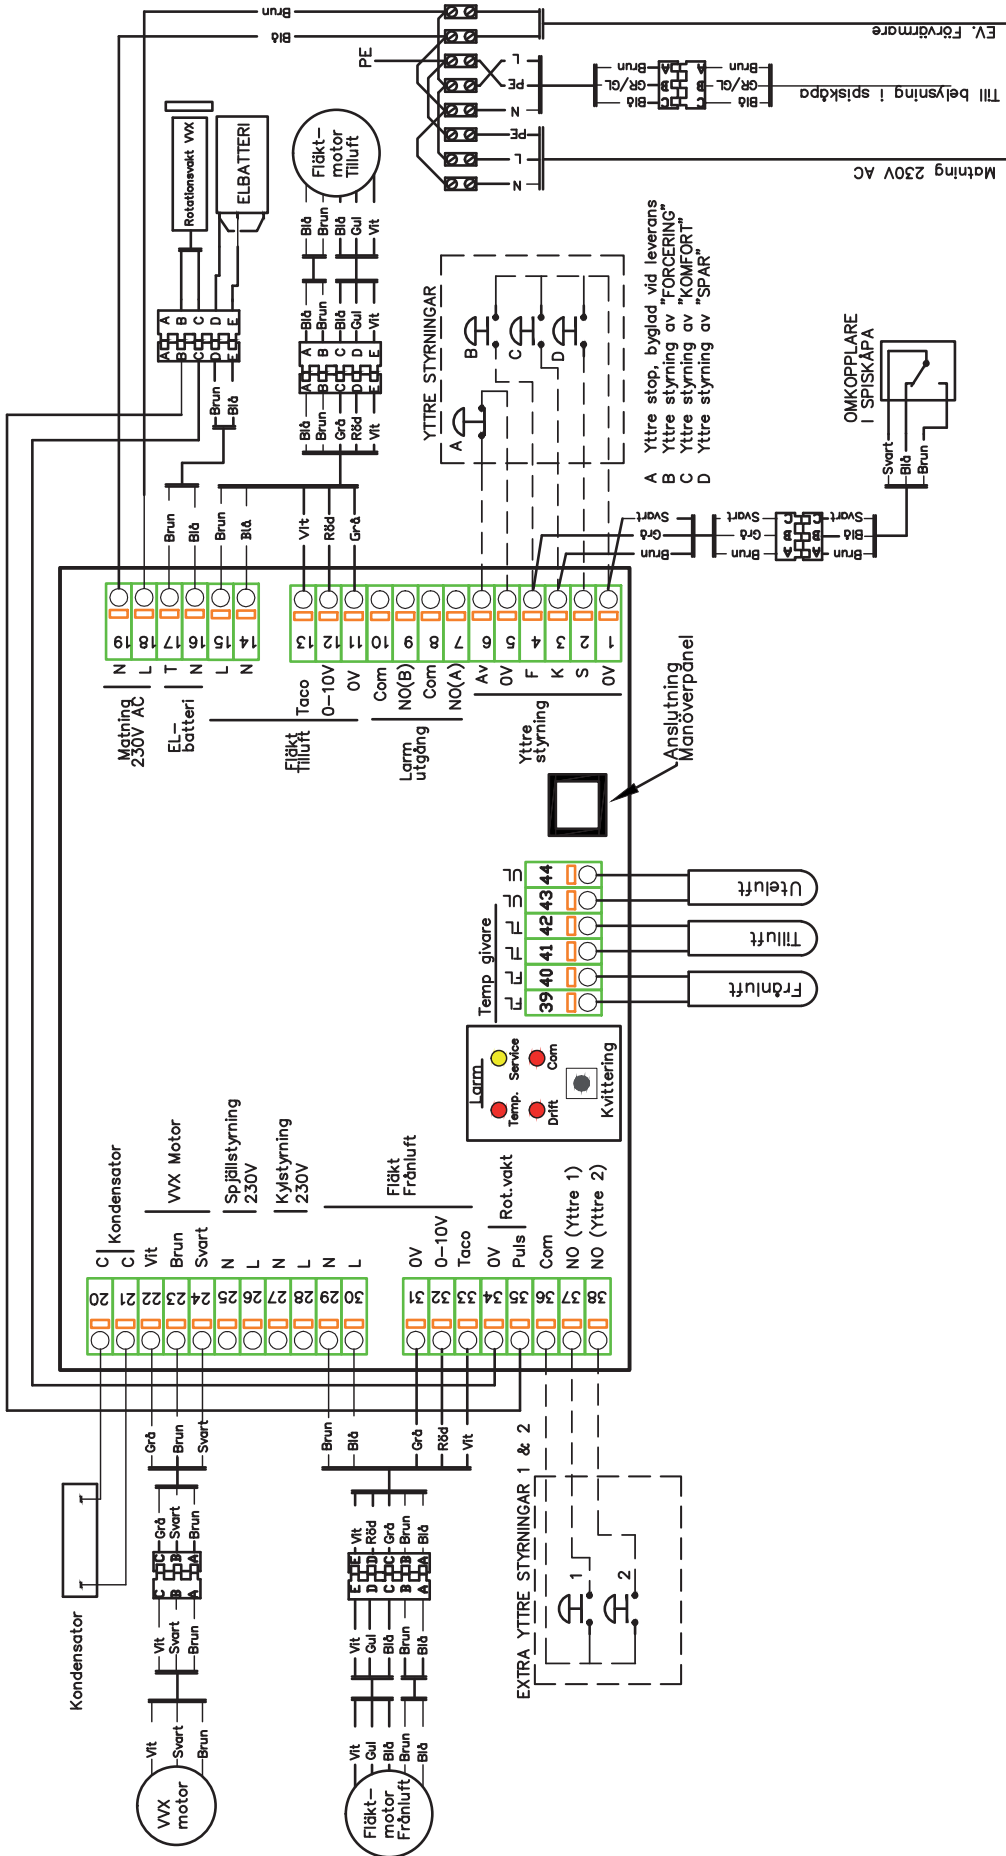 Brun
Blå
PE
L
PE
N
PE
L
N
EV. Förvärmare
Brun
GR/GL
Blå
A
B
C
A
B
C
Brun
GR/GL
Blå
Till belysning i spiskåpa
Matning 230V AC
Rotationsvakt VVX
ELBATTERI
A
B
C
D
E
A
B
C
D
E
Brun
Blå
Fläkt-
motor
Tilluft
Blå
Brun
Blå
Gul
Vit
Blå
Brun
Blå
Gul
Vit
A
B
C
D
E
A
B
C
D
E
Blå
Brun
Grå
Röd
Vit
YTTRE STYRNINGAR
A
B
C
D
A Yttre stop, byglad vid leverans
B Yttre styrning av "FORCERING"
C Yttre styrning av "KOMFORT"
D Yttre styrning av "SPAR"
OMKOPPLARE
I SPISKÅPA
Svart
Blå
Brun
Svart
Grå
Brun
Svart
Grå
Brun
C
B
A
C
B
A
Svart
Blå
Brun
Brun
Blå
Brun
Blå
Vit
Röd
Grå
19
18
17
16
15
14
13
12
11
10
9
8
7
6
5
4
3
2
1
N
L
T
N
L
N
Taco
0-10V
0V
Com
NO(B)
Com
NO(A)
Av
0V
F
K
S
0V
Matning
230V AC
EL-
batteri
Fläkt
Tilluft
Larm
utgång
Yttre
styrning
Anslutning
Manöverpanel
UL
UL
TL
TL
FL
FL
44
43
42
41
40
39
Temp givare
Uteluft
Tilluft
Frånluft
Larm
Temp.
Service
Drift
Com
Kvittering
Kondensator
VVX Motor
Spjällstyrning
230V
Kylstyrning
230V
Fläkt
Frånluft
Rot.vakt
C
C
Vit
Brun
Svart
N
L
N
L
N
L
0V
0-10V
Taco
0V
Puls
Com
NO (Yttre 1)
NO (Yttre 2)
20
21
22
23
24
25
26
27
28
29
30
31
32
33
34
35
36
37
38
Grå
Brun
Svart
Brun
Blå
Grå
Röd
Vit
Kondensator
Grå
Svart
Brun
C
B
A
C
B
A
Vit
Svart
Brun
Vit
Svart
Brun
VVX
motor
Vit
Röd
Grå
Brun
Blå
E
D
C
B
A
E
D
C
B
A
Vit
Gul
Blå
Brun
Blå
Vit
Gul
Blå
Brun
Blå
Fläkt-
motor
Frånluft
EXTRA YTTRE STYRNINGAR 1 & 2
1
2